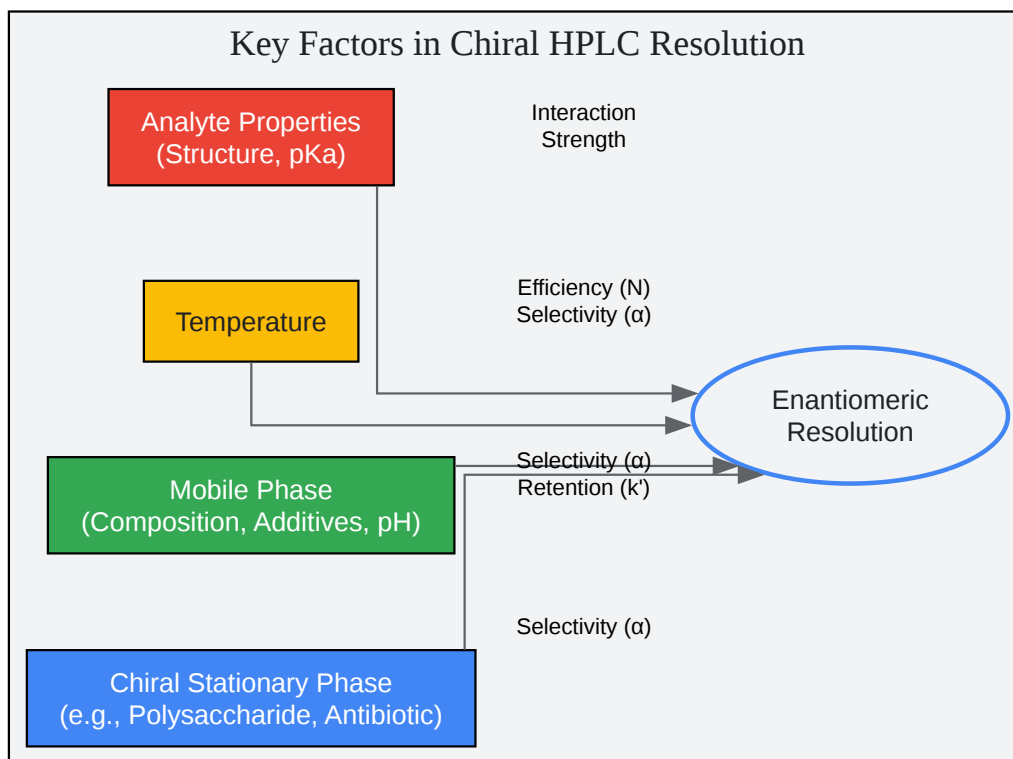 Key Factors in Chiral HPLC Resolution
Analyte Properties
(Structure, pKa)
Interaction
Strength
Temperature
Efficiency (N)
Selectivity (α)
Enantiomeric
Resolution
Mobile Phase
(Composition, Additives, pH)
Selectivity (α)
Retention (k')
Chiral Stationary Phase
(e.g., Polysaccharide, Antibiotic)
Selectivity (α)